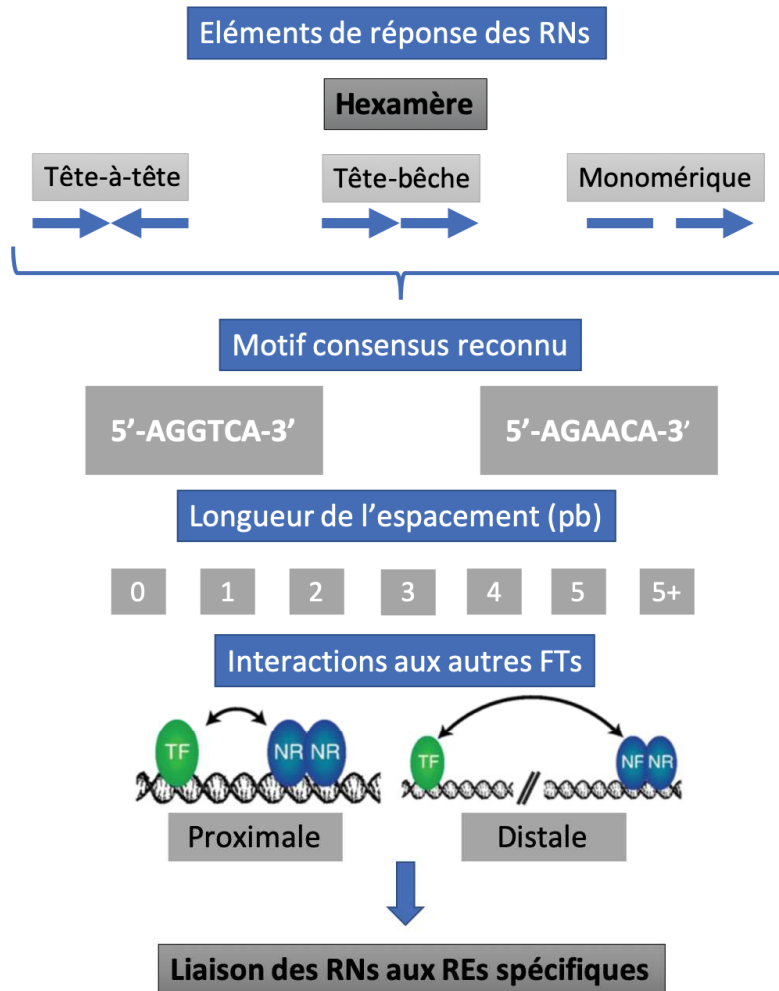 Eléments de réponse des RNs
Hexamère
Tête-à-tête Tête-bêche Monomérique
Motif consensus reconnu
5’-AGGTCA-3’ 5’-AGAACA-3’
Longueur de l’espacement (pb)
0 1 2 3 4 5 5+
Interactions aux autres FTs
TF NR NR TF NF NR
Proximale Distale
Liaison des RNs aux REs spécifiques